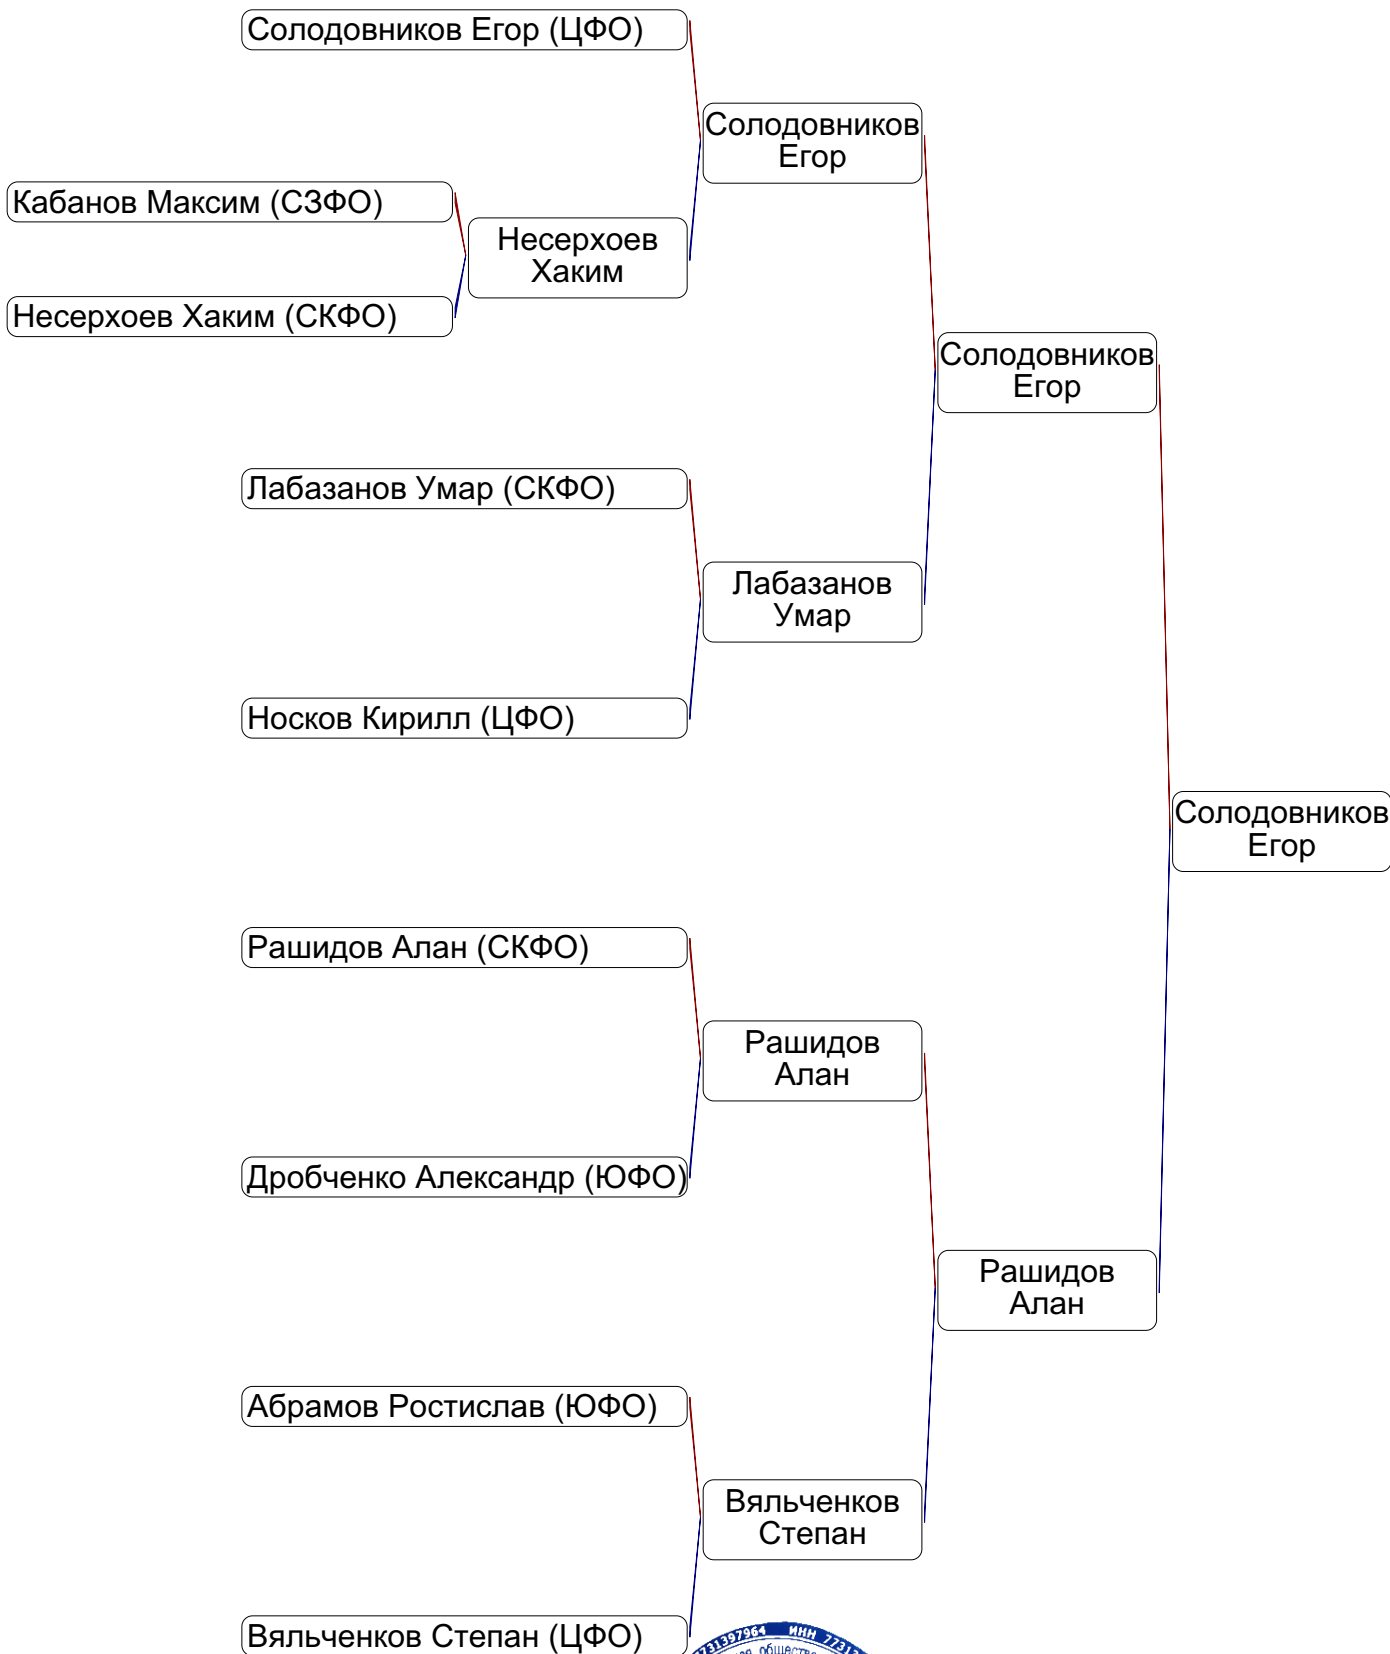 Солодовников Егор (ЦФО)
Солодовников
Егор
Кабанов Максим (СЗФО)
Несерхоев
Хаким
Несерхоев Хаким (СКФО)
Солодовников
Егор
Лабазанов Умар (СКФО)
Лабазанов
Умар
Носков Кирилл (ЦФО)
Солодовников
Егор
Рашидов Алан (СКФО)
Рашидов
Алан
Дробченко Александр (ЮФО)
Рашидов
Алан
Абрамов Ростислав (ЮФО)
Вяльченков
Степан
Вяльченков Степан (ЦФО)
ИНН